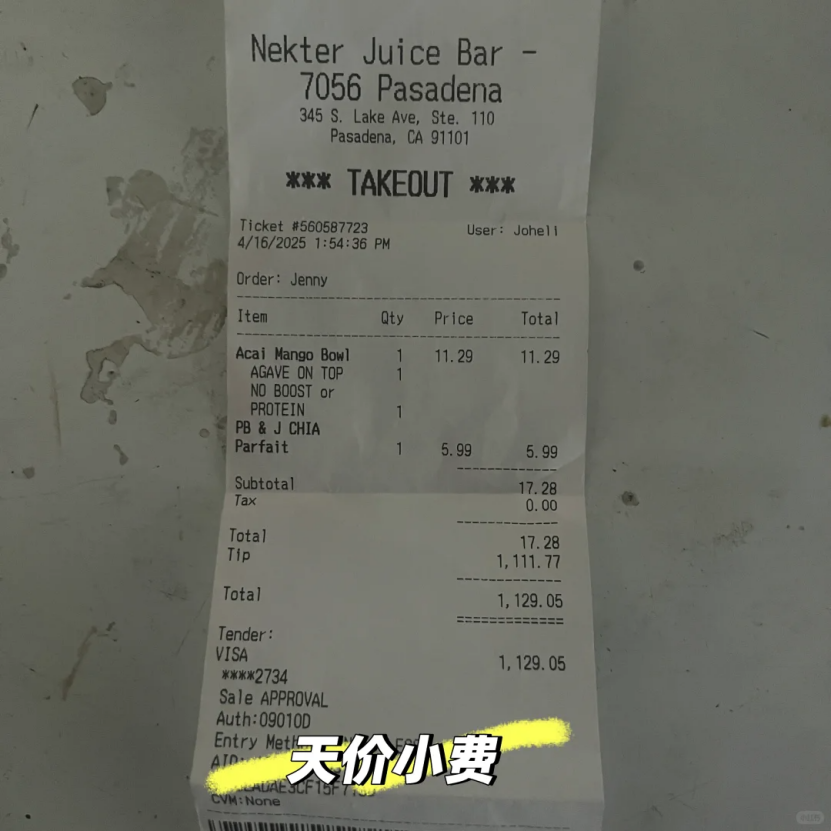 Nekter Juice Bar -
7056 Pasadena
345 S. Lake Ave, Ste. 110
Pasadena, CA 91101
*** TAKEOUT ***
Ticket #560587723 User: Joheli
4/16/2025 1:54:36 PM
Order: Jenny
Item Qty Price Total
Acai Mango Bowl 1 11.29 11.29
AGAVE ON TOP 1
NO BOOST or
PROTEIN 1
PB & J CHIA
Parfait 1 5.99 5.99
Subtotal 17.28
Tax 0.00
Total 17.28
Tip 1,111.77
Total 1,129.05
Tender:
VISA 1,129.05
****2734
Sale APPROVAL
Auth:09010D
Entry
天价小费
CVM:None